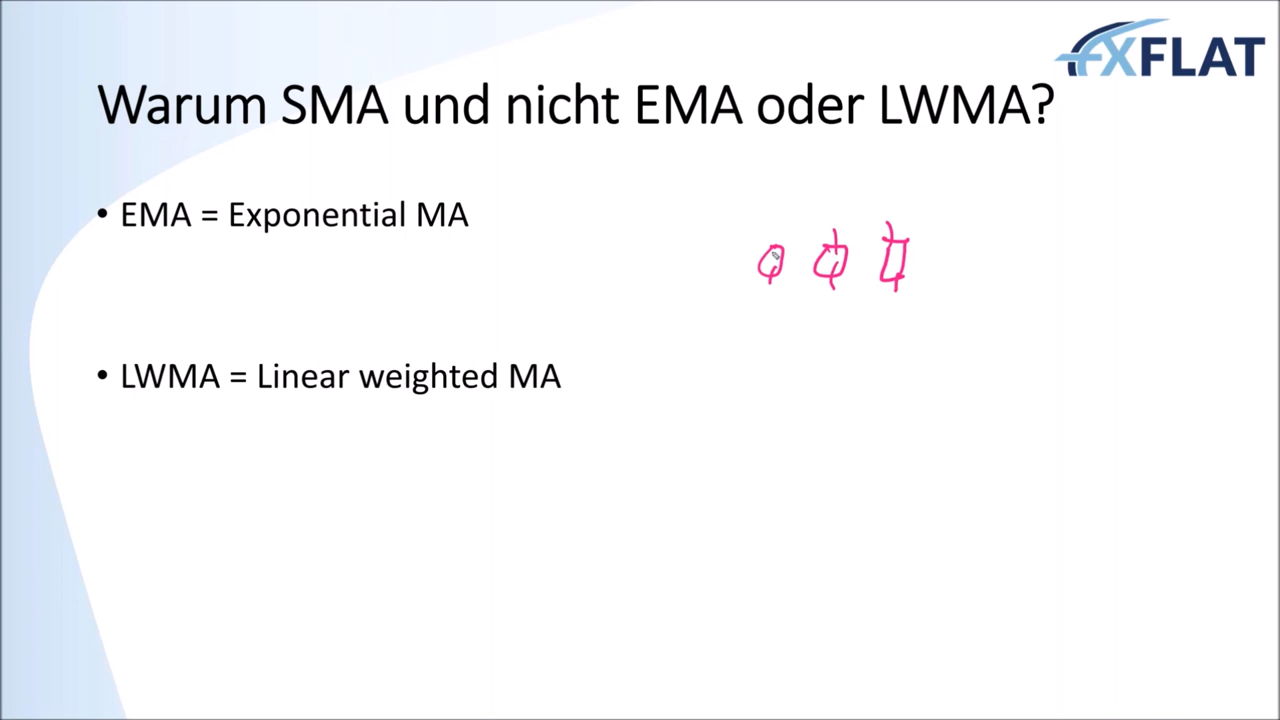 FXFLAT
Warum SMA und nicht EMA oder LWMA?
• EMA = Exponential MA
• LWMA = Linear weighted MA